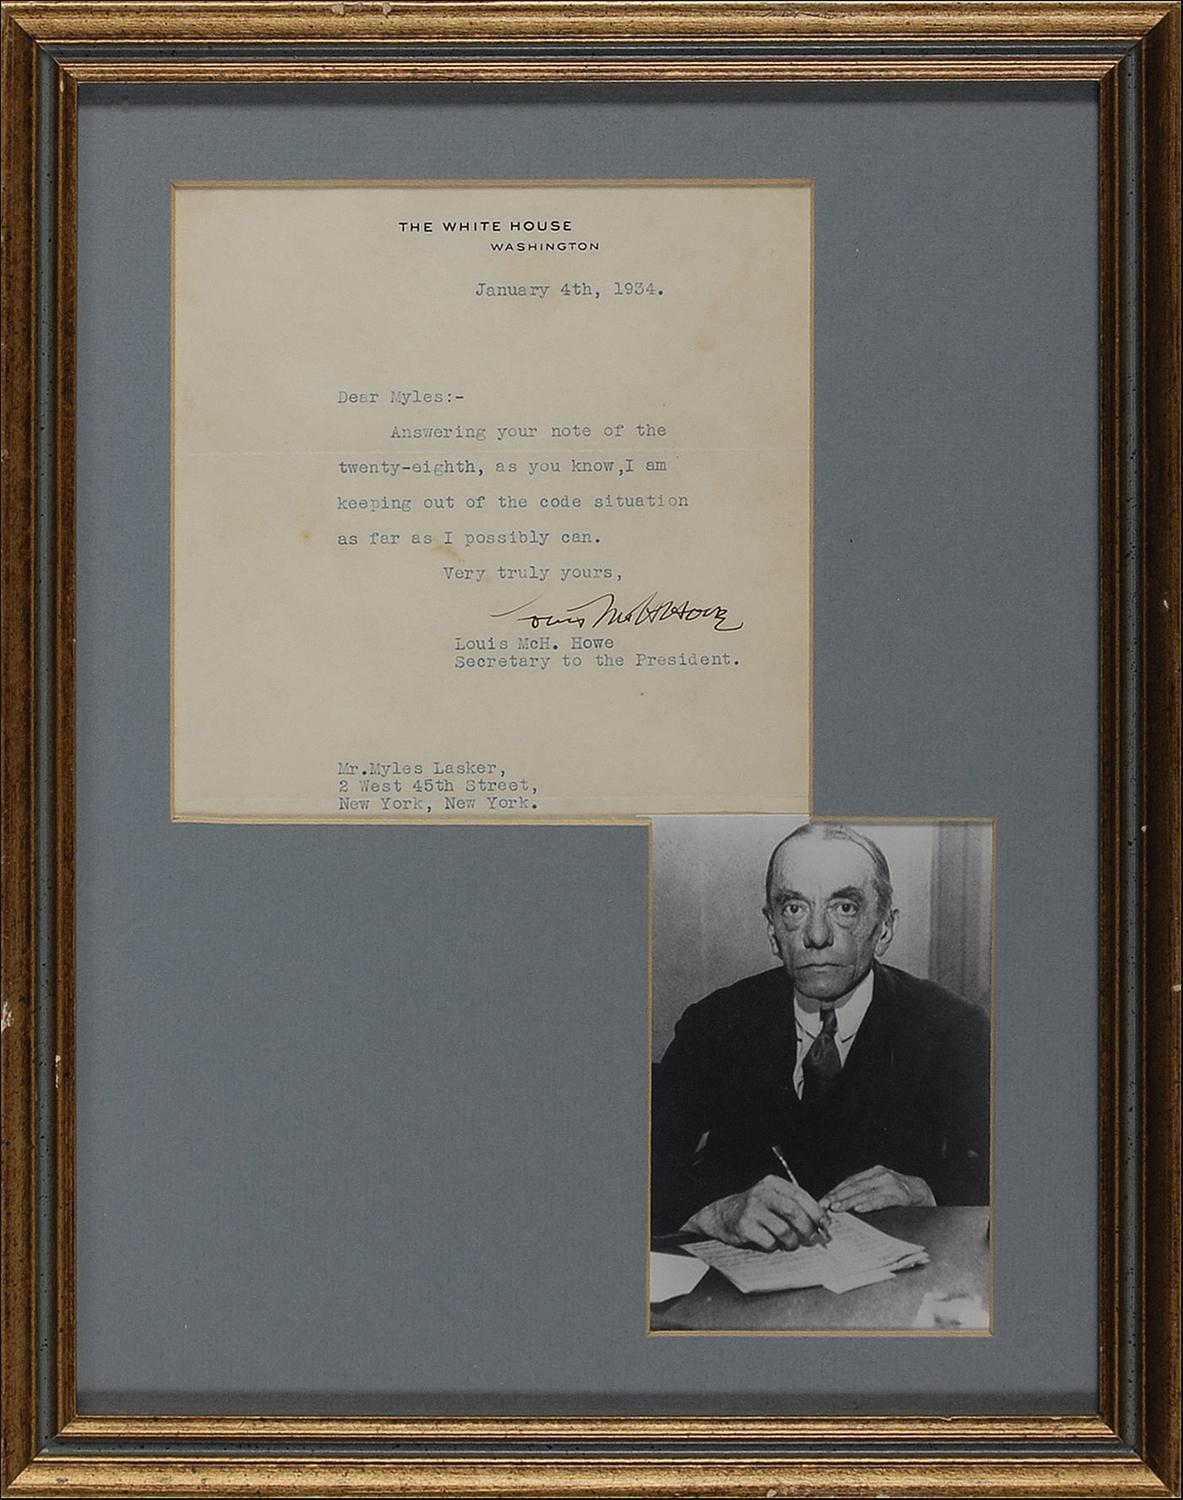 THE WHITE HOUSE
WASHINGTON
January 4th, 1934.
Dear Myles:-
Answering your note of the
twenty-eighth, as you know,I am
keeping out of the code situation
as far as I possibly can.
Very truly yours,
Louis McH Howe
Louis McH. Howe
Secretary to the President.
Mr.Myles Lasker,
2 West 45th Street,
New York, New York.